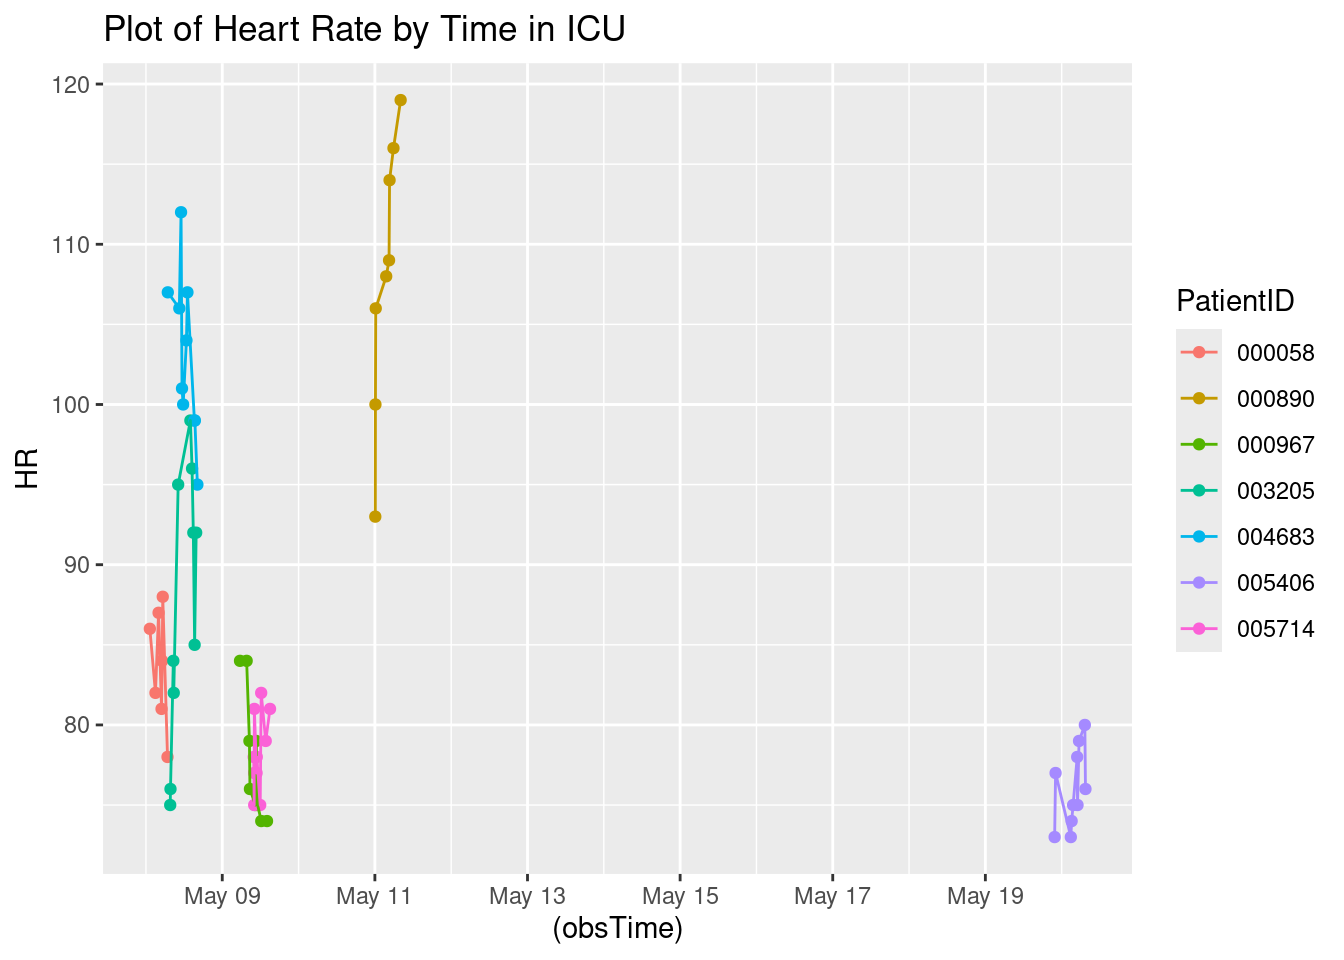 Plot of Heart Rate by Time in ICU
120
110
100
90
80
HR
May 09
May 11
May 13
May 15
May 17
May 19
(obsTime)
PatientID
000058
000890
000967
003205
004683
005406
005714